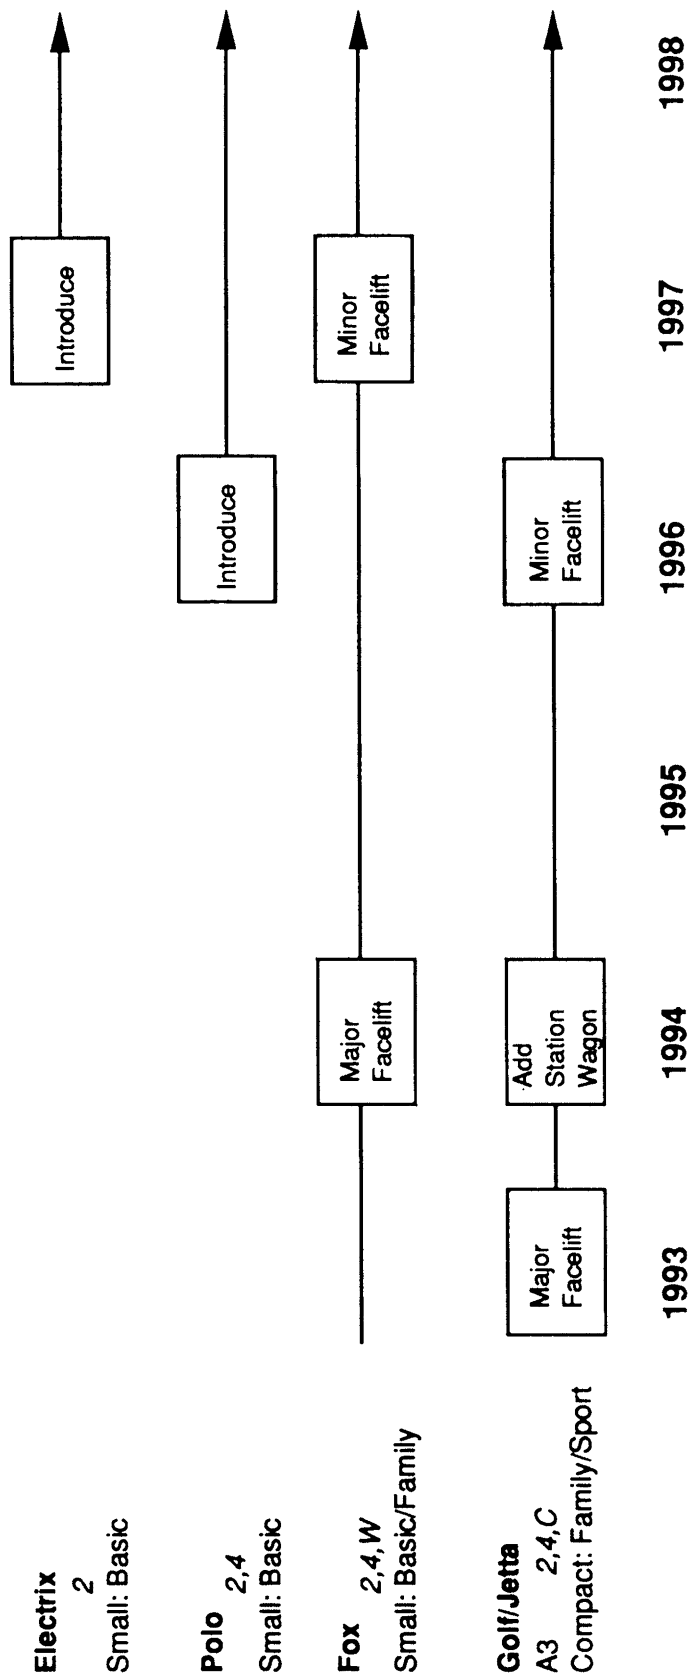 Electrix
2
Small: Basic
Introduce
Polo
2,4
Small: Basic
Introduce
Fox
2,4,W
Small: Basic/Family
Major
Facelift
Minor
Facelift
Golf/Jetta
A3 2,4,C
Compact: Family/Sport
Major
Facelift
Add
Station
Wagon
Minor
Facelift
1993 1994 1995 1996 1997 1998